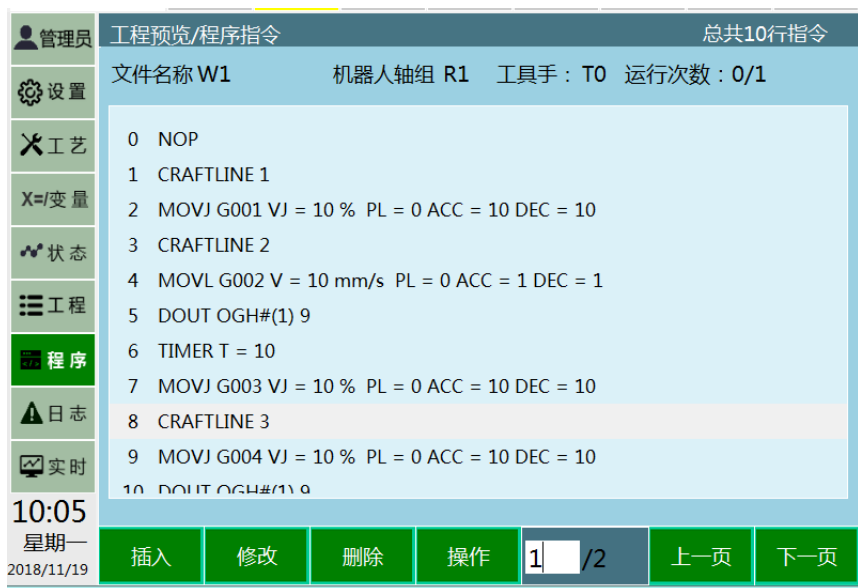 管理员
设置
工艺
X=/变量
状态
工程
程序
日志
实时
10:05
星期一
2018/11/19
工程预览/程序指令 总共10行指令
文件名称 W1 机器人轴组 R1 工具手： T0 运行次数：0/1
0 NOP
1 CRAFTLINE 1
2 MOVJ G001 VJ = 10 % PL = 0 ACC = 10 DEC = 10
3 CRAFTLINE 2
4 MOVL G002 V = 10 mm/s PL = 0 ACC = 1 DEC = 1
5 DOUT OGH#(1) 9
6 TIMER T = 10
7 MOVJ G003 VJ = 10 % PL = 0 ACC = 10 DEC = 10
8 CRAFTLINE 3
9 MOVJ G004 VJ = 10 % PL = 0 ACC = 10 DEC = 10
10 DOUT OGH#(1) 9
插入 修改 删除 操作 1 /2 上一页 下一页